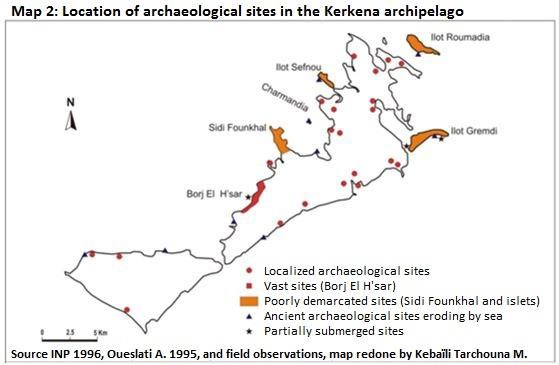 Map 2: Location of archaeological sites in the Kerkena archipelago
Ilot Roumadia
Ilot Sefnou
Charmandia
N
Sidi Founkhal
Ilot Gremdi
Borj El H'sar
Localized archaeological sites
Vast sites (Borj El H'sar)
Poorly demarcated sites (Sidi Founkhal and islets)
Ancient archaeological sites eroding by sea
Partially submerged sites
0 2.5 5 Km
Source INP 1996, Oueslati A. 1995, and field observations, map redone by Kebaïli Tarchouna M.